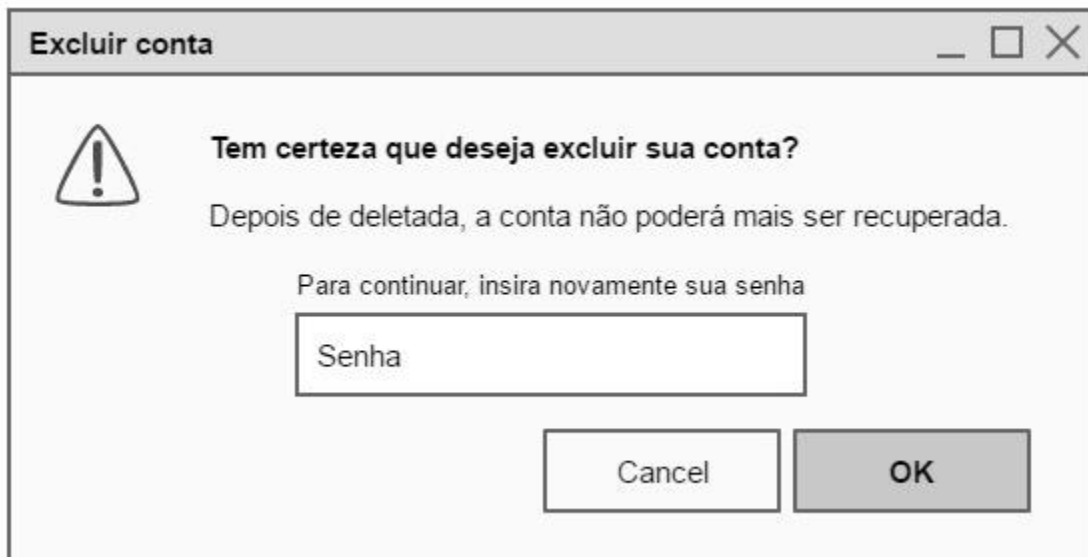 Excluir conta
Tem certeza que deseja excluir sua conta?
Depois de deletada, a conta não poderá mais ser recuperada.
Para continuar, insira novamente sua senha
Senha
Cancel OK